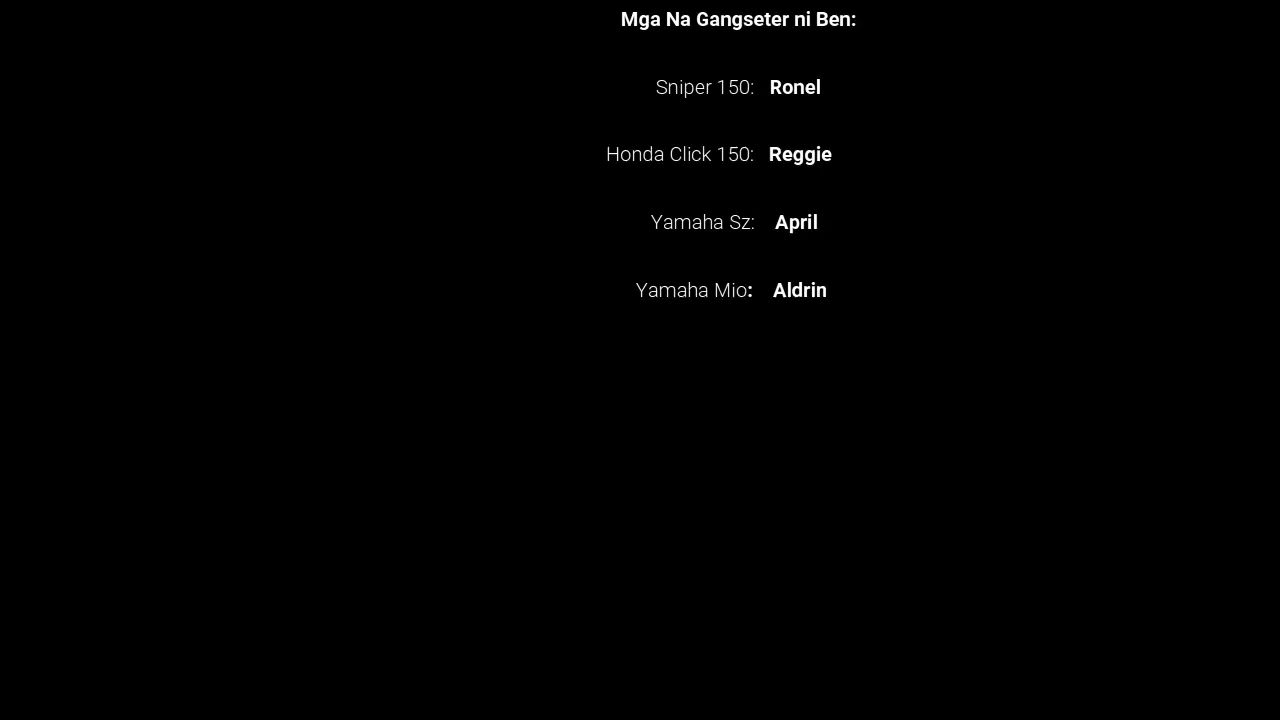 Mga Na Gangseter ni Ben:
Sniper 150: Ronel
Honda Click 150: Reggie
Yamaha Sz: April
Yamaha Mio: Aldrin